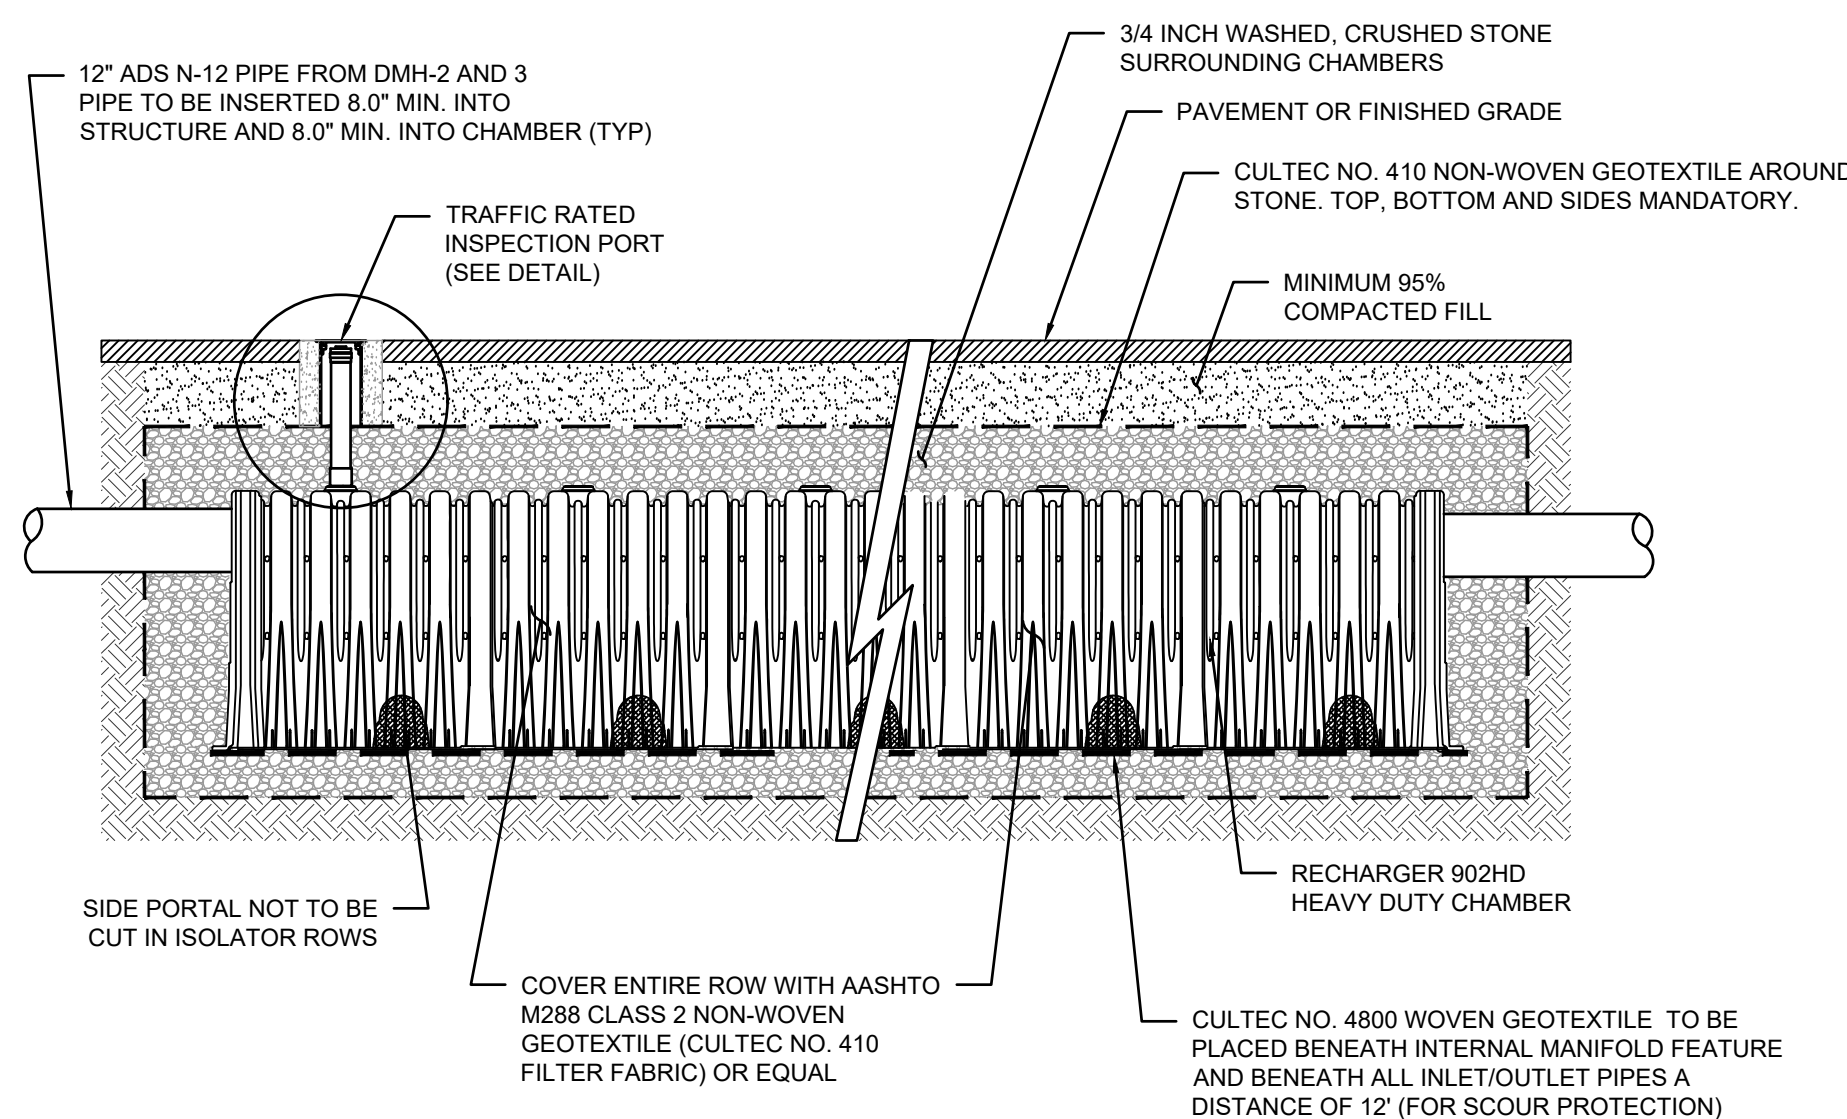 3/4 INCH WASHED, CRUSHED STONE
SURROUNDING CHAMBERS
12" ADS N-12 PIPE FROM DMH-2 AND 3
PIPE TO BE INSERTED 8.0" MIN. INTO
STRUCTURE AND 8.0" MIN. INTO CHAMBER (TYP)
PAVEMENT OR FINISHED GRADE
CULTEC NO. 410 NON-WOVEN GEOTEXTILE AROUND
STONE. TOP, BOTTOM AND SIDES MANDATORY.
TRAFFIC RATED
INSPECTION PORT
(SEE DETAIL)
MINIMUM 95%
COMPACTED FILL
RECHARGER 902HD
HEAVY DUTY CHAMBER
SIDE PORTAL NOT TO BE
CUT IN ISOLATOR ROWS
COVER ENTIRE ROW WITH AASHTO
M288 CLASS 2 NON-WOVEN
GEOTEXTILE (CULTEC NO. 410
FILTER FABRIC) OR EQUAL
CULTEC NO. 4800 WOVEN GEOTEXTILE TO BE
PLACED BENEATH INTERNAL MANIFOLD FEATURE
AND BENEATH ALL INLET/OUTLET PIPES A
DISTANCE OF 12' (FOR SCOUR PROTECTION)